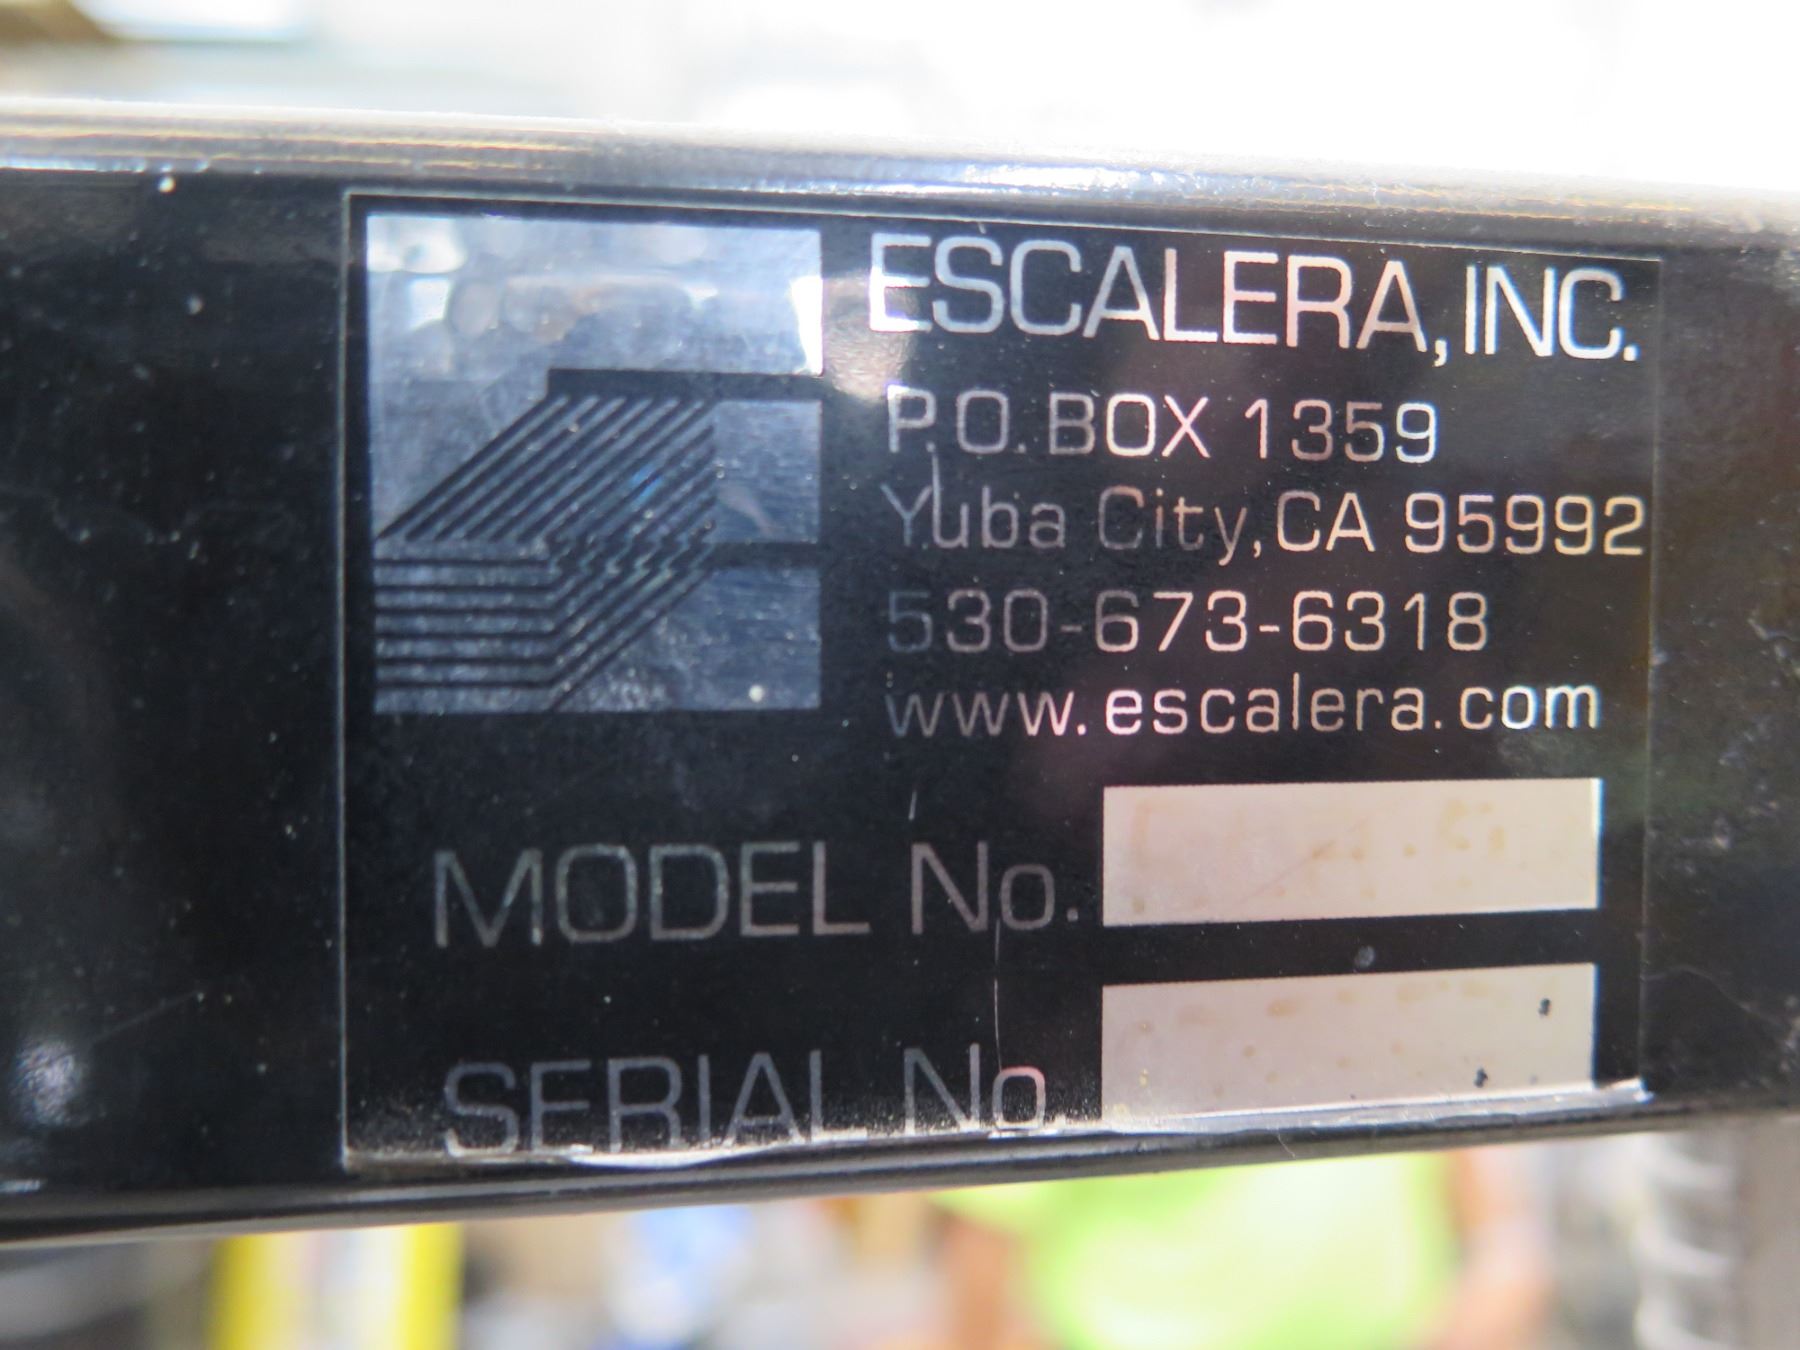 ESCALERA, INC.
P.O. BOX 1359
Yuba City, CA 95992
530-673-6318
www.escalera.com
MODEL No.
SERIAL No.